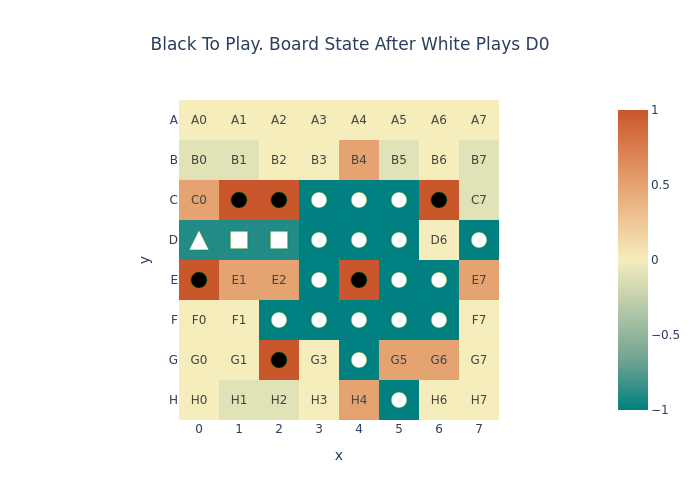 Black To Play. Board State After White Plays D0
A A0 A1 A2 A3 A4 A5 A6 A7
B B0 B1 B2 B3 B4 B5 B6 B7
C C0 C7
D D6
E E1 E2 E7
F F0 F1 F7
G G0 G1 G3 G5 G6 G7
H H0 H1 H2 H3 H4 H6 H7
0 1 2 3 4 5 6 7
x
y
1
0.5
0
−0.5
−1